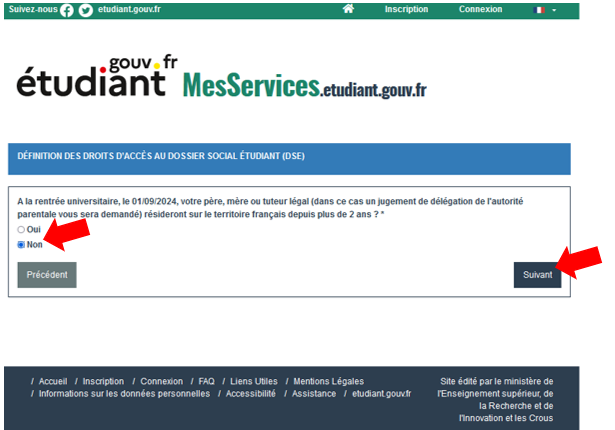 Suivez-nous etudiant.gouv.fr Inscription Connexion
gouv.fr
étudiant MesServices.etudiant.gouv.fr
DÉFINITION DES DROITS D'ACCÈS AU DOSSIER SOCIAL ÉTUDIANT (DSE)
A la rentrée universitaire, le 01/09/2024, votre père, mère ou tuteur légal (dans ce cas un jugement de délégation de l'autorité
parentale vous sera demandé) résideront sur le territoire français depuis plus de 2 ans ? *
Oui
Non
Précédent Suivant
/ Accueil / Inscription / Connexion / FAQ / Liens Utiles / Mentions Légales
/ Informations sur les données personnelles / Accessibilité / Assistance / etudiant.gouv.fr
Site édité par le ministère de
l'Enseignement supérieur, de
la Recherche et de
l'Innovation et les Crous